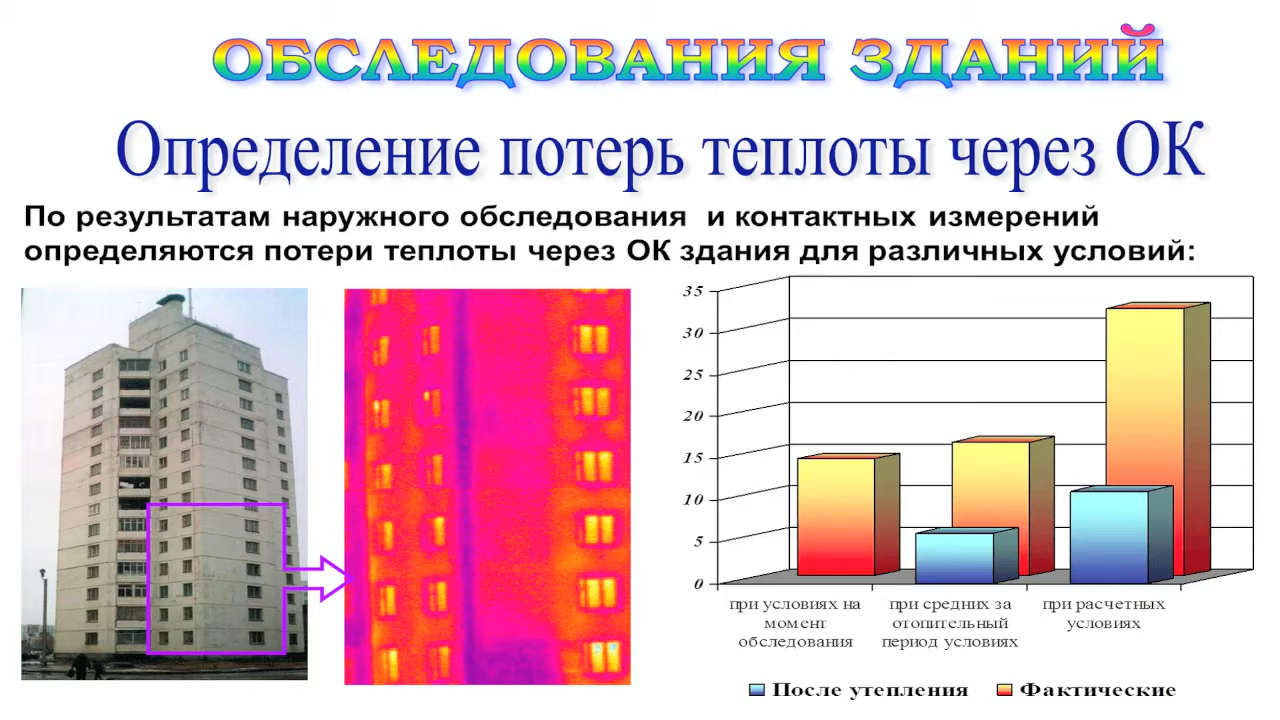 ОБСЛЕДОВАНИЯ ЗДАНИЙ
Определение потерь теплоты через ОК
По результатам наружного обследования и контактных измерений
определяются потери теплоты через ОК здания для различных условий:
35
30
25
20
15
10
5
0
при условиях на
момент
обследования
при средних за
отопительный
период условиях
при расчетных
условиях
После утепления
Фактические